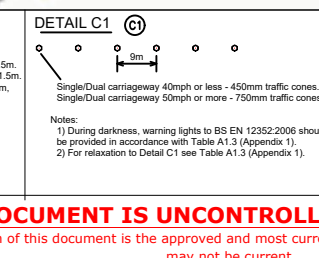 DETAIL C1 C1
5m.
1.5m.
m,
9m
Single/Dual carriageway 40mph or less - 450mm traffic cones.
Single/Dual carriageway 50mph or more - 750mm traffic cones
Notes:
1) During darkness, warning lights to BS EN 12352:2006 shou
be provided in accordance with Table A1.3 (Appendix 1).
2) For relaxation to Detail C1 see Table A1.3 (Appendix 1).
OCUMENT IS UNCONTROLL
n of this document is the approved and most curre
may not be current